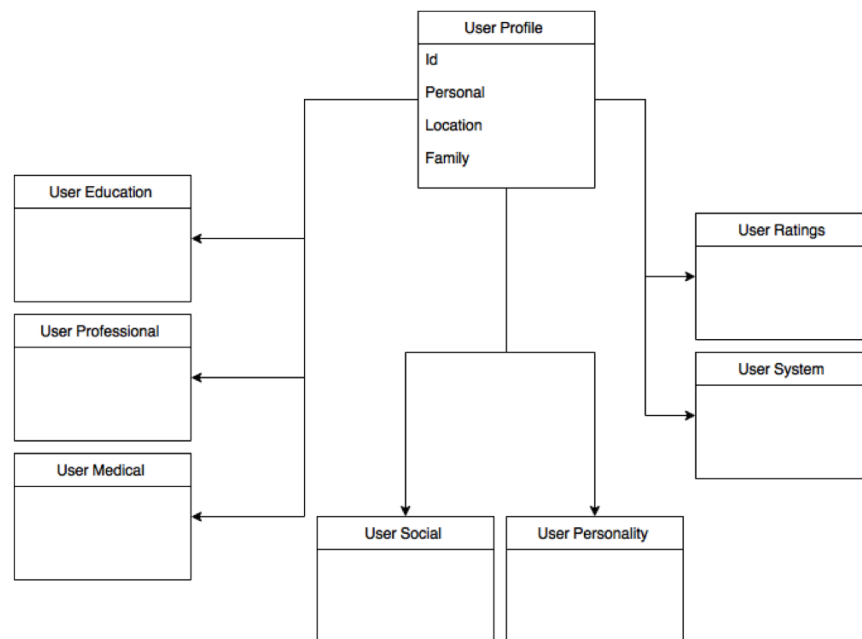 User Profile
Id
Personal
Location
Family
User Education
User Professional
User Medical
User Social
User Personality
User Ratings
User System